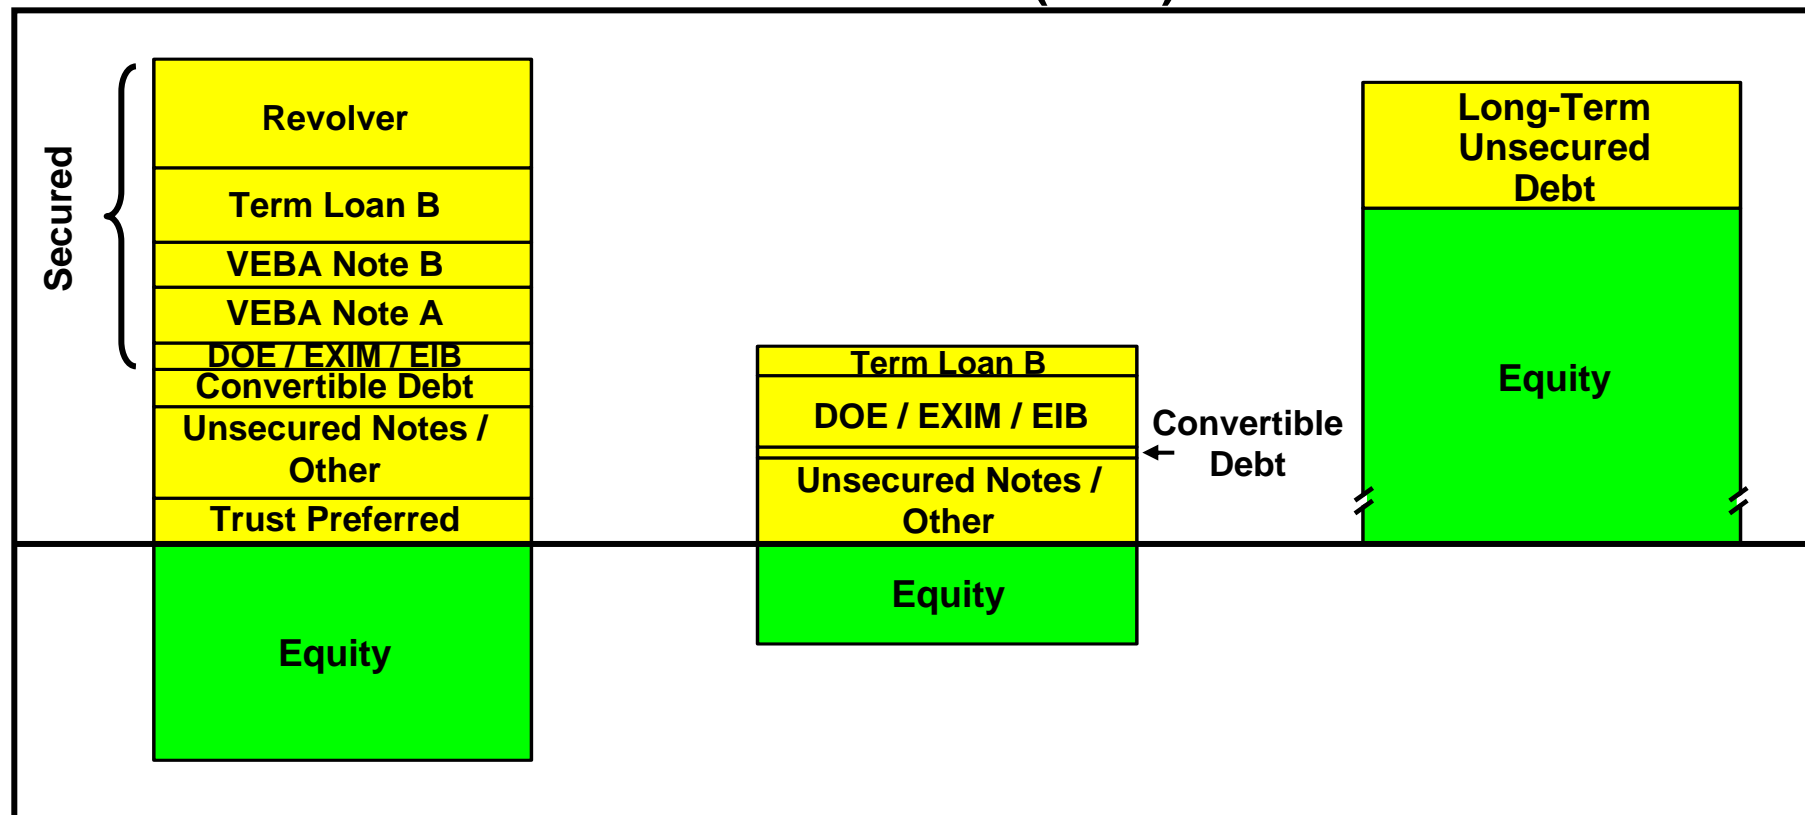 Secured
Revolver
Term Loan B
VEBA Note B
VEBA Note A
DOE / EXIM / EIB
Convertible Debt
Unsecured Notes /
Other
Trust Preferred
Equity
Term Loan B
DOE / EXIM / EIB
Convertible
Debt
Unsecured Notes /
Other
Equity
Long-Term
Unsecured
Debt
Equity